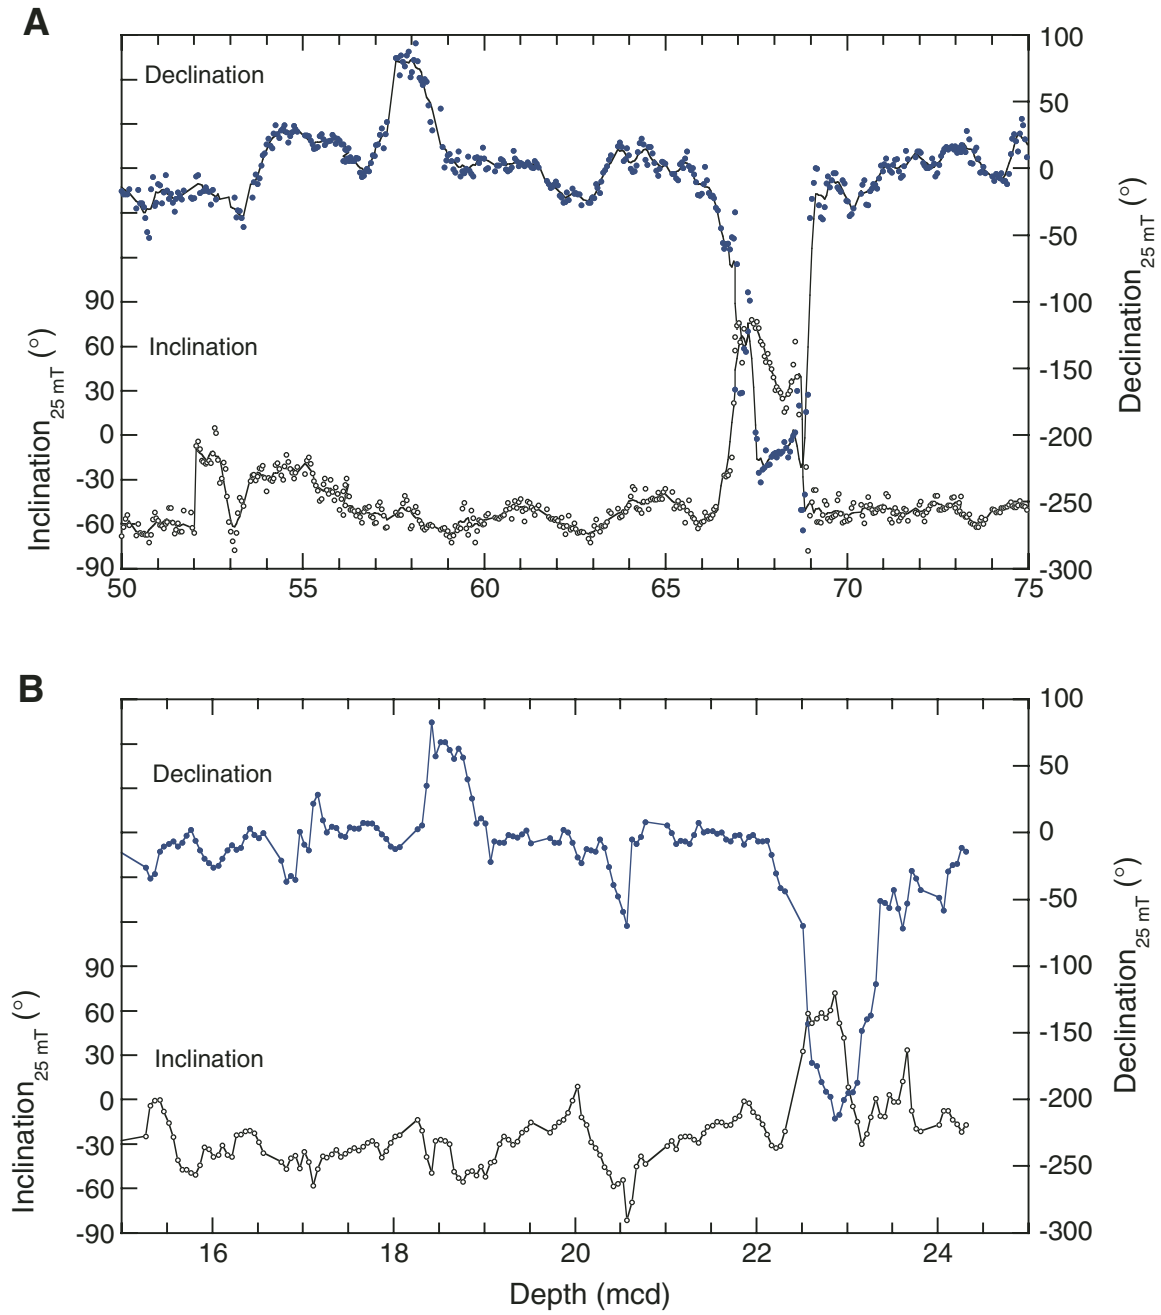 A
Declination
Inclination
Inclination25 mT (°)
90
60
30
0
-30
-60
-90
100
50
0
-50
-100
-150
-200
-250
-300
Declination25 mT (°)
50 55 60 65 70 75
B
Declination
Inclination
Inclination25 mT (°)
90
60
30
0
-30
-60
-90
100
50
0
-50
-100
-150
-200
-250
-300
Declination25 mT (°)
16 18 20 22 24
Depth (mcd)